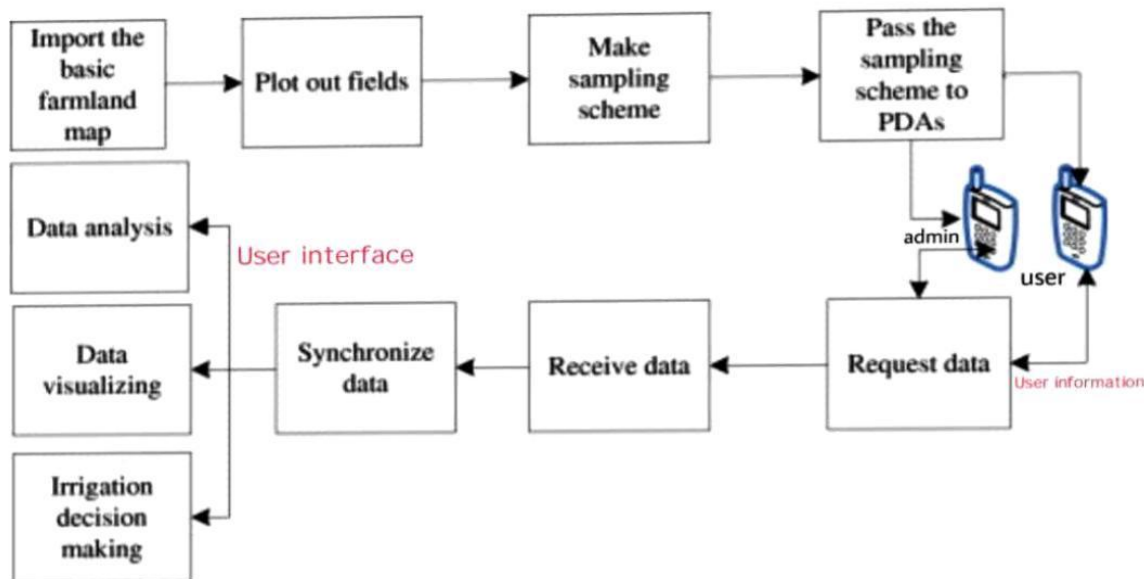 Import the
basic
farmland
map
Plot out fields
Make
sampling
scheme
Pass the
sampling
scheme to
PDAs
Data analysis
User interface
admin
user
Data
visualizing
Synchronize
data
Receive data
Request data
User information
Irrigation
decision
making